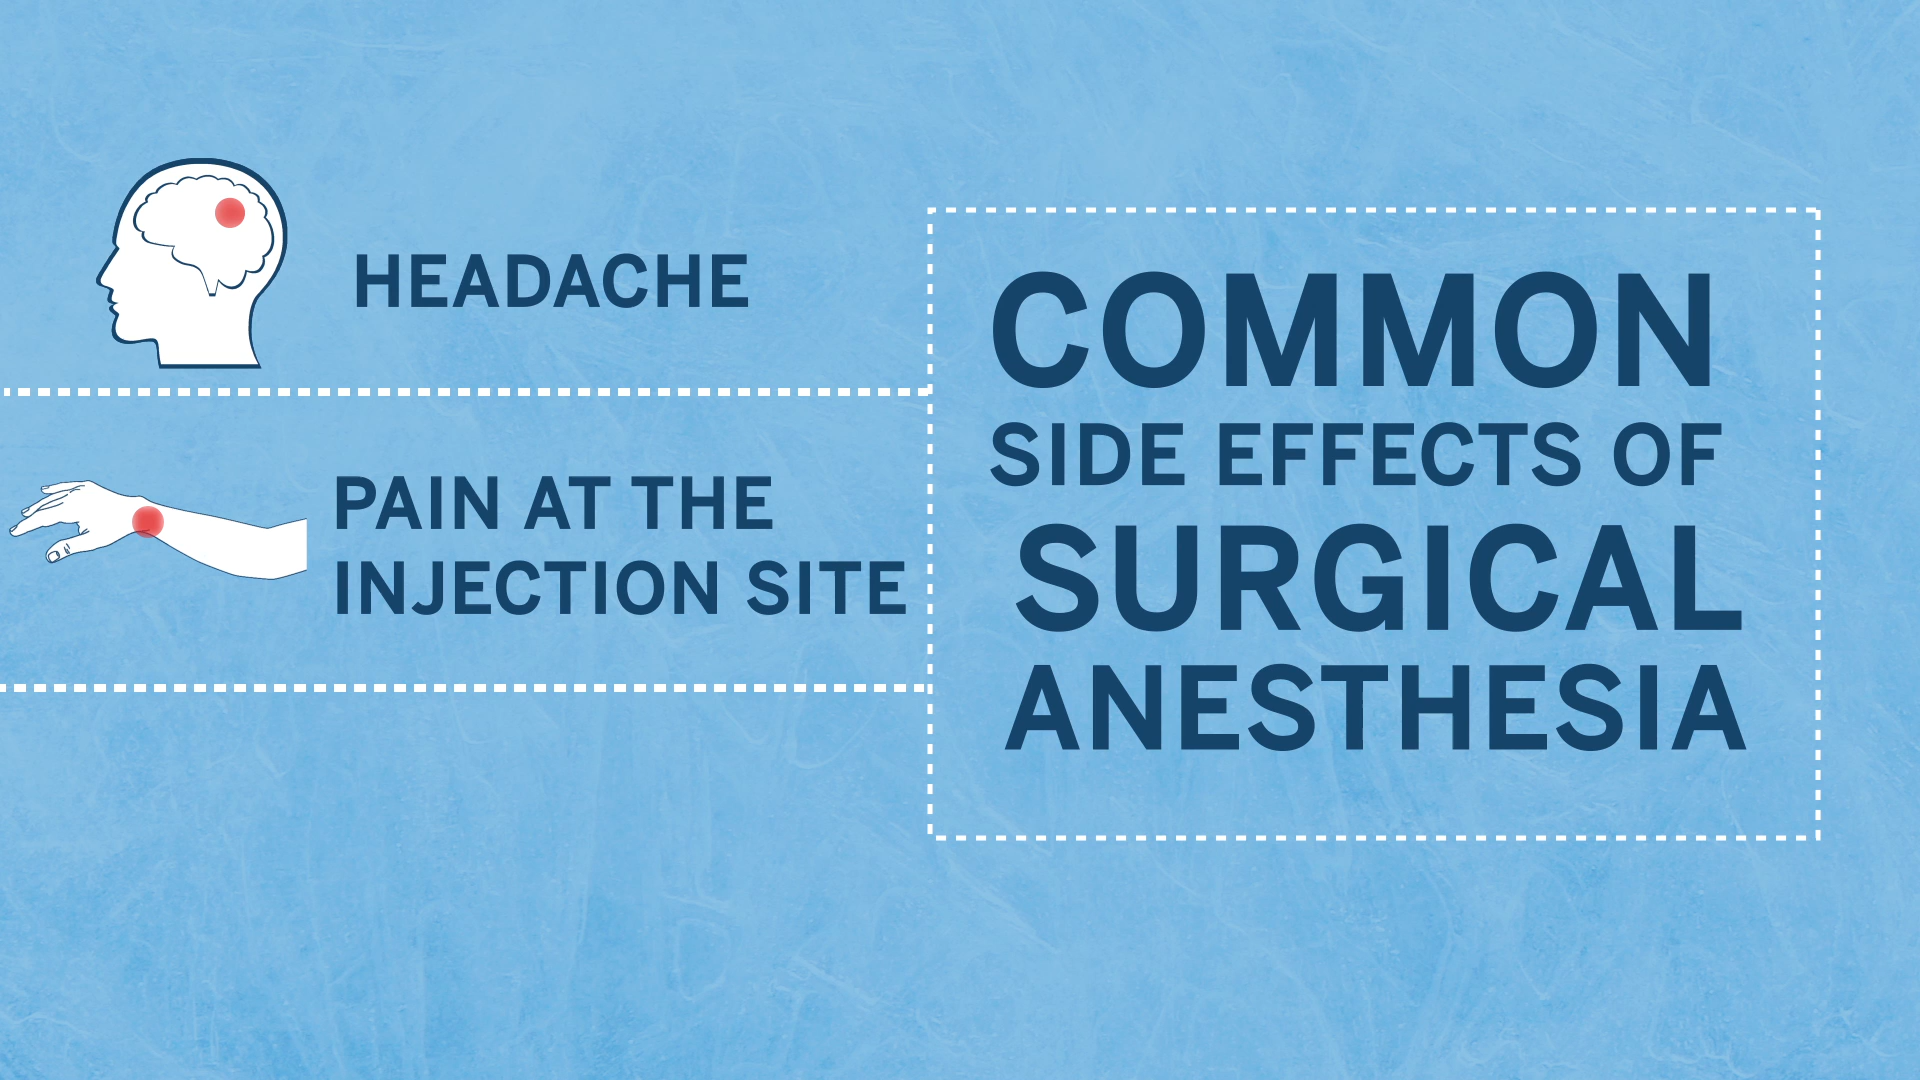 HEADACHE
PAIN AT THE
INJECTION SITE
COMMON
SIDE EFFECTS OF
SURGICAL
ANESTHESIA